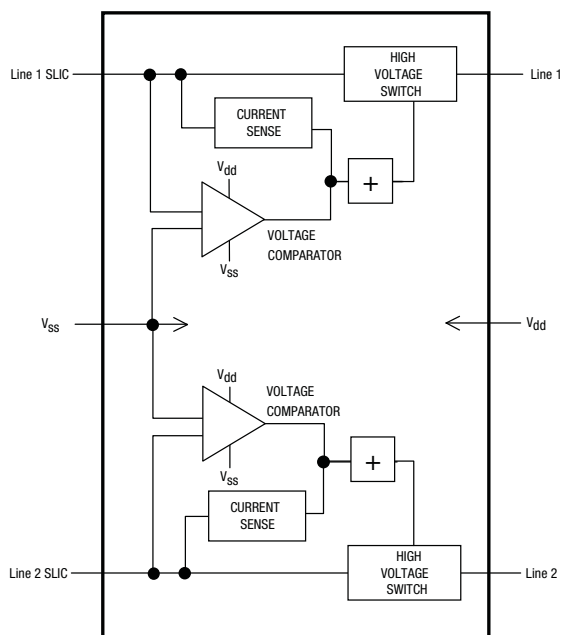 HIGH
VOLTAGE
SWITCH
Line 1 SLIC
Line 1
CURRENT
SENSE
Vdd
+
VOLTAGE
COMPARATOR
Vss
Vss
Vdd
Vdd
VOLTAGE
COMPARATOR
+
Vss
CURRENT
SENSE
HIGH
VOLTAGE
SWITCH
Line 2 SLIC
Line 2